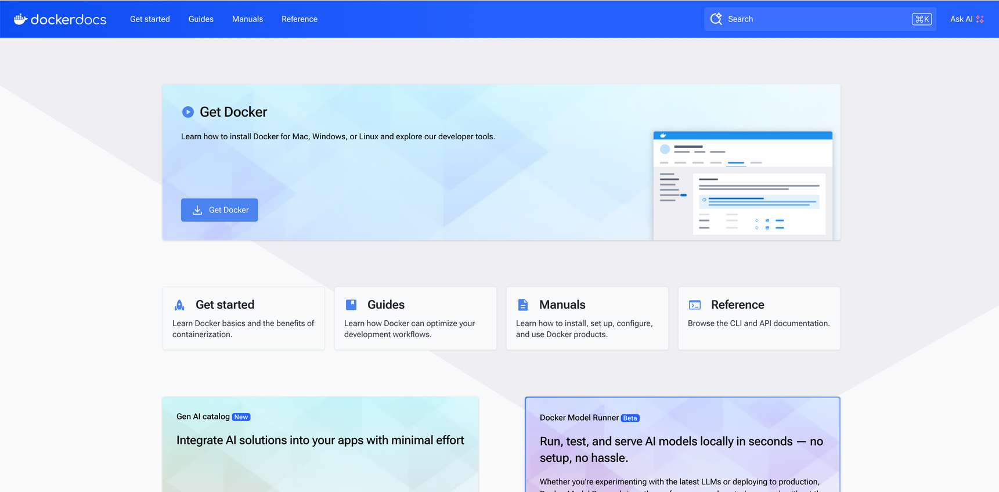 dockerdocs
Get started
Guides
Manuals
Reference
Search
⌘K
Ask AI
Get Docker
Learn how to install Docker for Mac, Windows, or Linux and explore our developer tools.
Get Docker
Get started
Learn Docker basics and the benefits of
containerization.
Guides
Learn how Docker can optimize your
development workflows.
Manuals
Learn how to install, set up, configure,
and use Docker products.
Reference
Browse the CLI and API documentation.
Gen AI catalog New
Integrate AI solutions into your apps with minimal effort
Docker Model Runner Beta
Run, test, and serve AI models locally in seconds — no
setup, no hassle.
Whether you're experimenting with the latest LLMs or deploying to production,